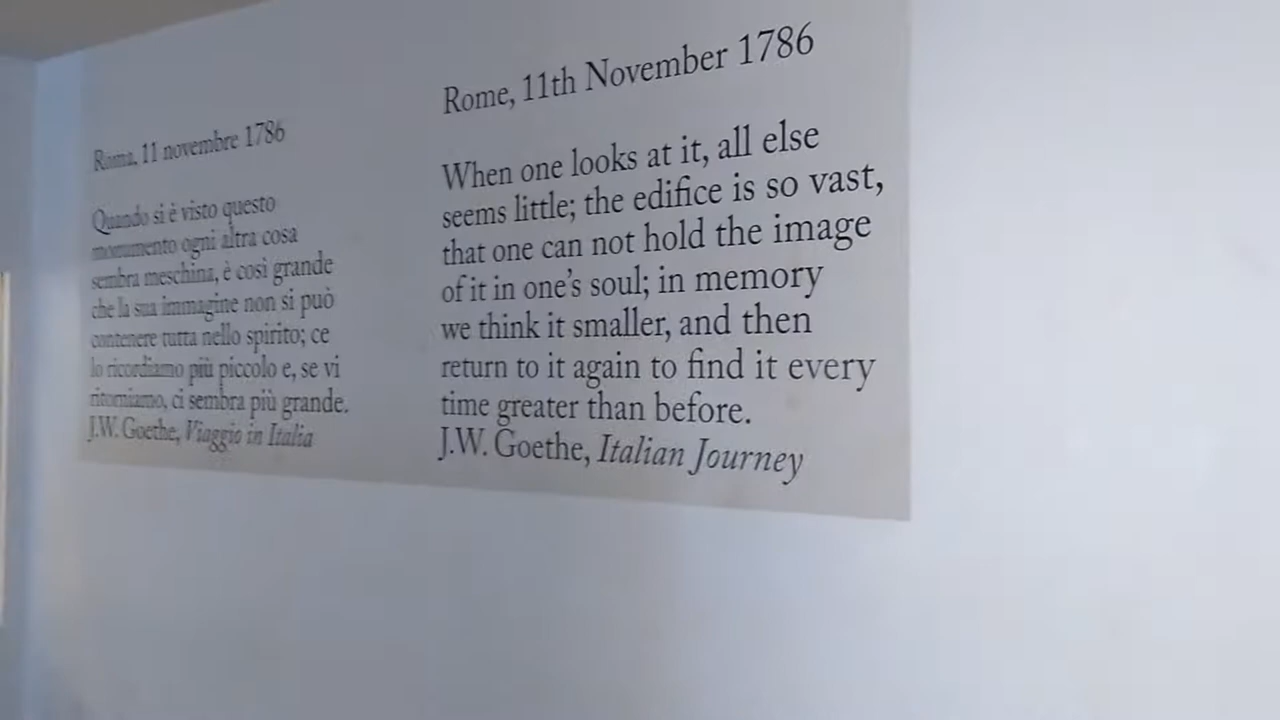 Roma, 11 novembre 1786
Quando si è visto questo
monumento ogni altra cosa
sembra meschina, è così grande
che la sua immagine non si può
contenere tutta nello spirito; ce
lo ricordiamo più piccolo e, se vi
ritorniamo, ci sembra più grande.
J.W. Goethe, Viaggio in Italia
Rome, 11th November 1786
When one looks at it, all else
seems little; the edifice is so vast,
that one can not hold the image
of it in one's soul; in memory
we think it smaller, and then
return to it again to find it every
time greater than before.
J.W. Goethe, Italian Journey